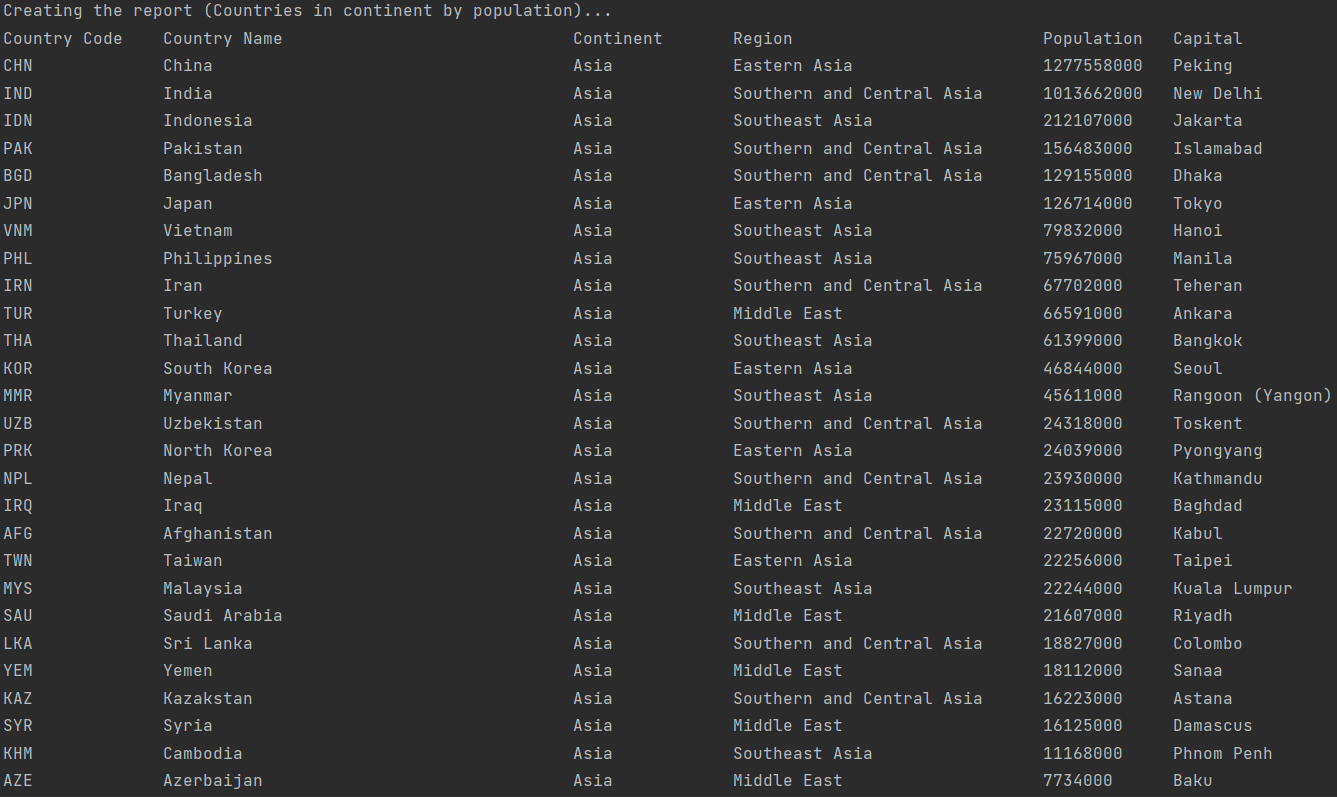 Creating the report (Countries in continent by population)...
Country Code    Country Name                             Continent       Region                         Population   Capital
CHN             China                                    Asia            Eastern Asia                   1277558000   Peking
IND             India                                    Asia            Southern and Central Asia      1013662000   New Delhi
IDN             Indonesia                                Asia            Southeast Asia                 212107000    Jakarta
PAK             Pakistan                                 Asia            Southern and Central Asia      156483000    Islamabad
BGD             Bangladesh                               Asia            Southern and Central Asia      129155000    Dhaka
JPN             Japan                                    Asia            Eastern Asia                   126714000    Tokyo
VNM             Vietnam                                  Asia            Southeast Asia                 79832000     Hanoi
PHL             Philippines                              Asia            Southeast Asia                 75967000     Manila
IRN             Iran                                     Asia            Southern and Central Asia      67702000     Teheran
TUR             Turkey                                   Asia            Middle East                    66591000     Ankara
THA             Thailand                                 Asia            Southeast Asia                 61399000     Bangkok
KOR             South Korea                              Asia            Eastern Asia                   46844000     Seoul
MMR             Myanmar                                  Asia            Southeast Asia                 45611000     Rangoon (Yangon)
UZB             Uzbekistan                               Asia            Southern and Central Asia      24318000     Toskent
PRK             North Korea                              Asia            Eastern Asia                   24039000     Pyongyang
NPL             Nepal                                    Asia            Southern and Central Asia      23930000     Kathmandu
IRQ             Iraq                                     Asia            Middle East                    23115000     Baghdad
AFG             Afghanistan                              Asia            Southern and Central Asia      22720000     Kabul
TWN             Taiwan                                   Asia            Eastern Asia                   22256000     Taipei
MYS             Malaysia                                 Asia            Southeast Asia                 22244000     Kuala Lumpur
SAU             Saudi Arabia                             Asia            Middle East                    21607000     Riyadh
LKA             Sri Lanka                                Asia            Southern and Central Asia      18827000     Colombo
YEM             Yemen                                    Asia            Middle East                    18112000     Sanaa
KAZ             Kazakstan                                Asia            Southern and Central Asia      16223000     Astana
SYR             Syria                                    Asia            Middle East                    16125000     Damascus
KHM             Cambodia                                 Asia            Southeast Asia                 11168000     Phnom Penh
AZE             Azerbaijan                               Asia            Middle East                    7734000      Baku